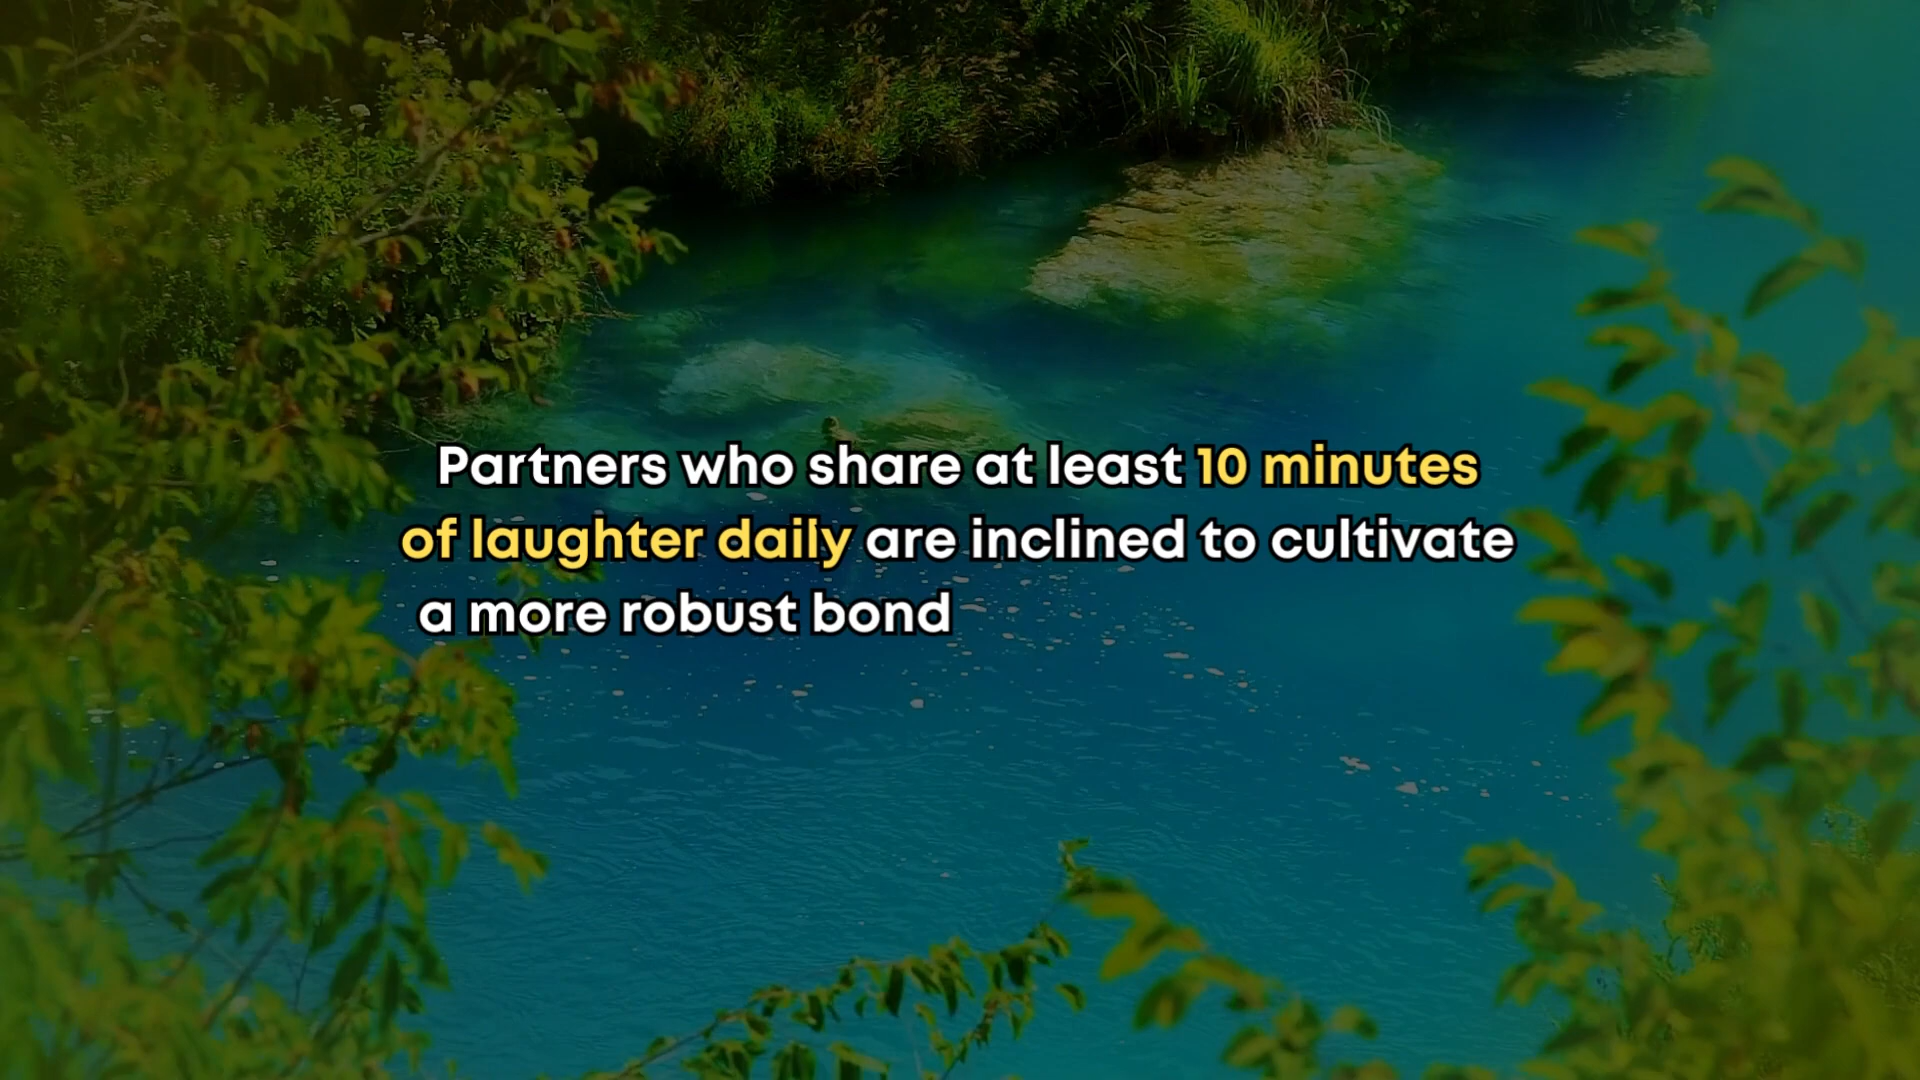 Partners who share at least 10 minutes
of laughter daily are inclined to cultivate
a more robust bond